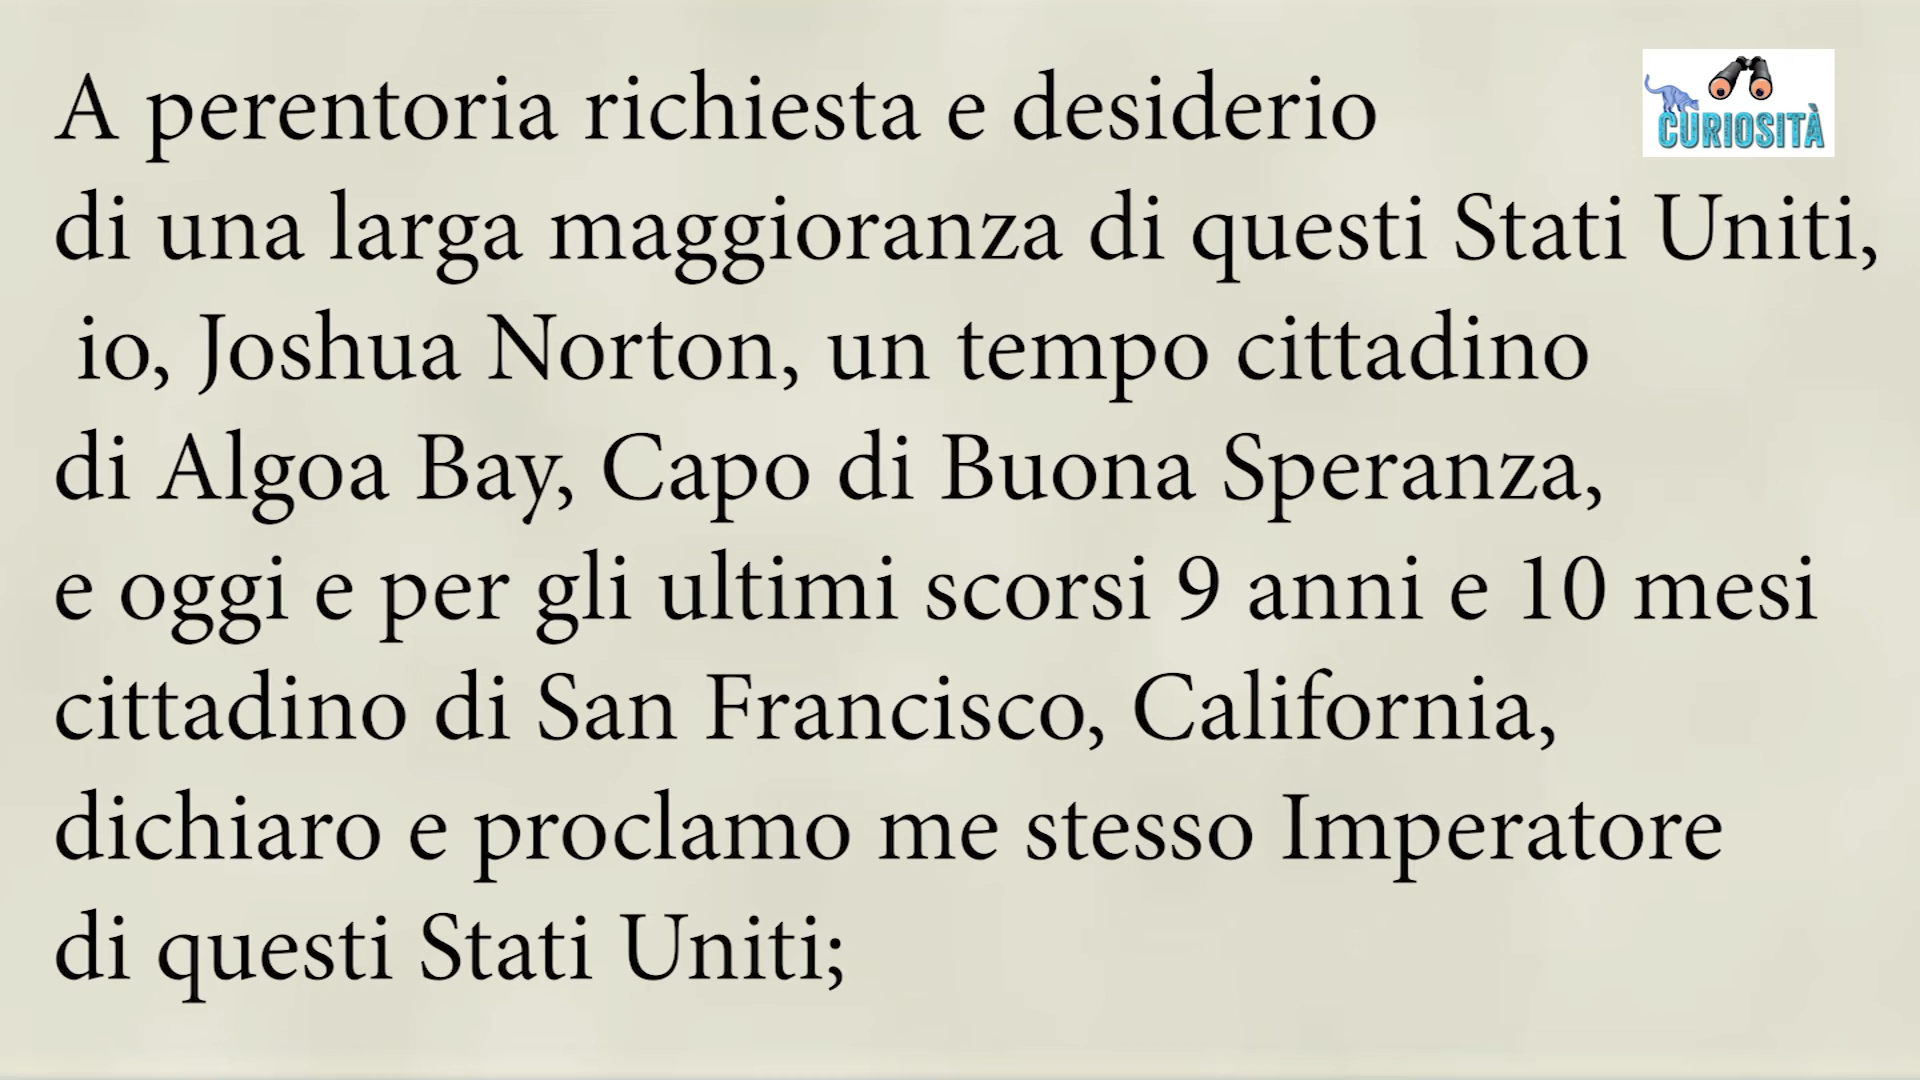 A perentoria richiesta e desiderio
CURIOSITÀ
di una larga maggioranza di questi Stati Uniti,
io, Joshua Norton, un tempo cittadino
di Algoa Bay, Capo di Buona Speranza,
e oggi e per gli ultimi scorsi 9 anni e 10 mesi
cittadino di San Francisco, California,
dichiaro e proclamo me stesso Imperatore
di questi Stati Uniti;